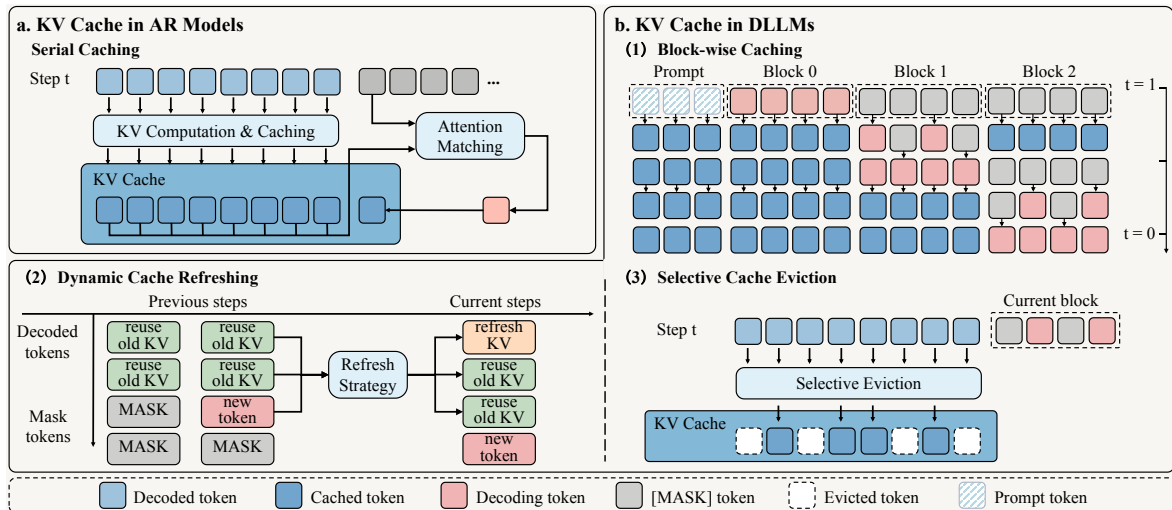 a. KV Cache in AR Models
Serial Caching
Step t
...
KV Computation & Caching
Attention
Matching
KV Cache
b. KV Cache in DLLMs
(1) Block-wise Caching
Prompt
Block 0
Block 1
Block 2
t = 1
t = 0
(2) Dynamic Cache Refreshing
Previous steps
Current steps
Decoded
tokens
Mask
tokens
reuse
old KV
reuse
old KV
refresh
KV
reuse
old KV
reuse
old KV
Refresh
Strategy
reuse
old KV
MASK
new
token
reuse
old KV
MASK
MASK
new
token
(3) Selective Cache Eviction
Current block
Step t
Selective Eviction
KV Cache
Decoded token
Cached token
Decoding token
[MASK] token
Evicted token
Prompt token